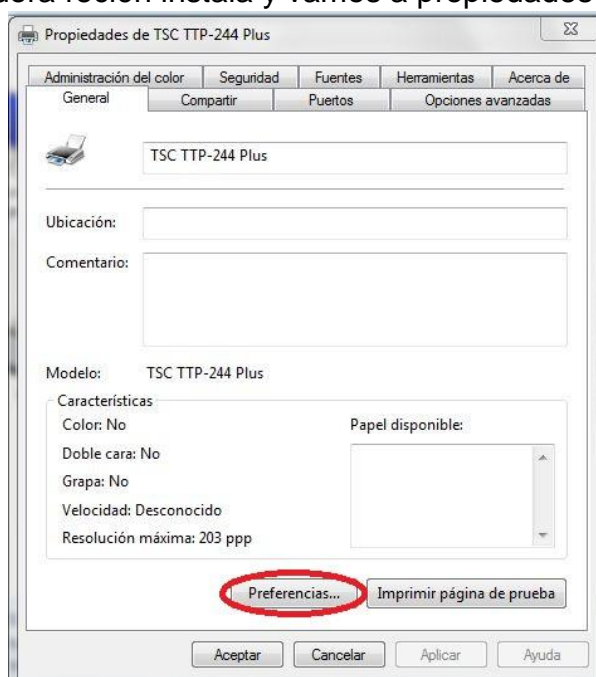 dora recién instala y vamos a propiedades
Propiedades de TSC TTP-244 Plus
Administración del color Seguridad Fuentes Herramientas Acerca de
General Compartir Puertos Opciones avanzadas
TSC TTP-244 Plus
Ubicación:
Comentario:
Modelo: TSC TTP-244 Plus
Características
Color: No Papel disponible:
Doble cara: No
Grapa: No
Velocidad: Desconocido
Resolución máxima: 203 ppp
Preferencias... Imprimir página de prueba
Aceptar Cancelar Aplicar Ayuda